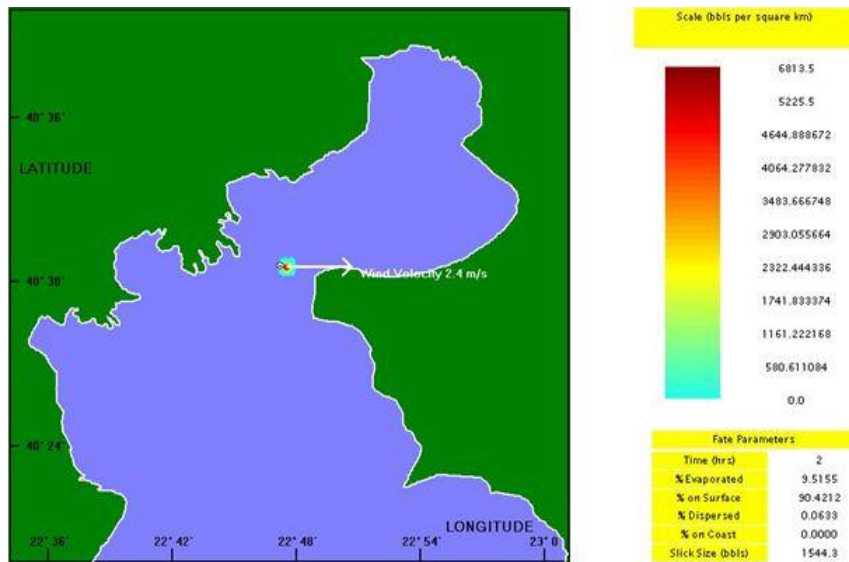 40° 36'
LATITUDE
40° 30'
40° 24'
Wind Velocity 2.4 m/s
LONGITUDE
22° 36' 22° 42' 22° 48' 22° 54' 23° 0'
Scale (bbls per square km)
6813.5
5225.5
4644.888672
4064.277832
3483.666748
2903.055664
2322.444336
1741.833374
1161.222168
580.611084
0.0
Fate Parameters
Time (hrs) 2
% Evaporated 9.5155
% on Surface 90.4212
% Dispersed 0.0633
% on Coast 0.0000
Slick Size (bbls) 1544.3